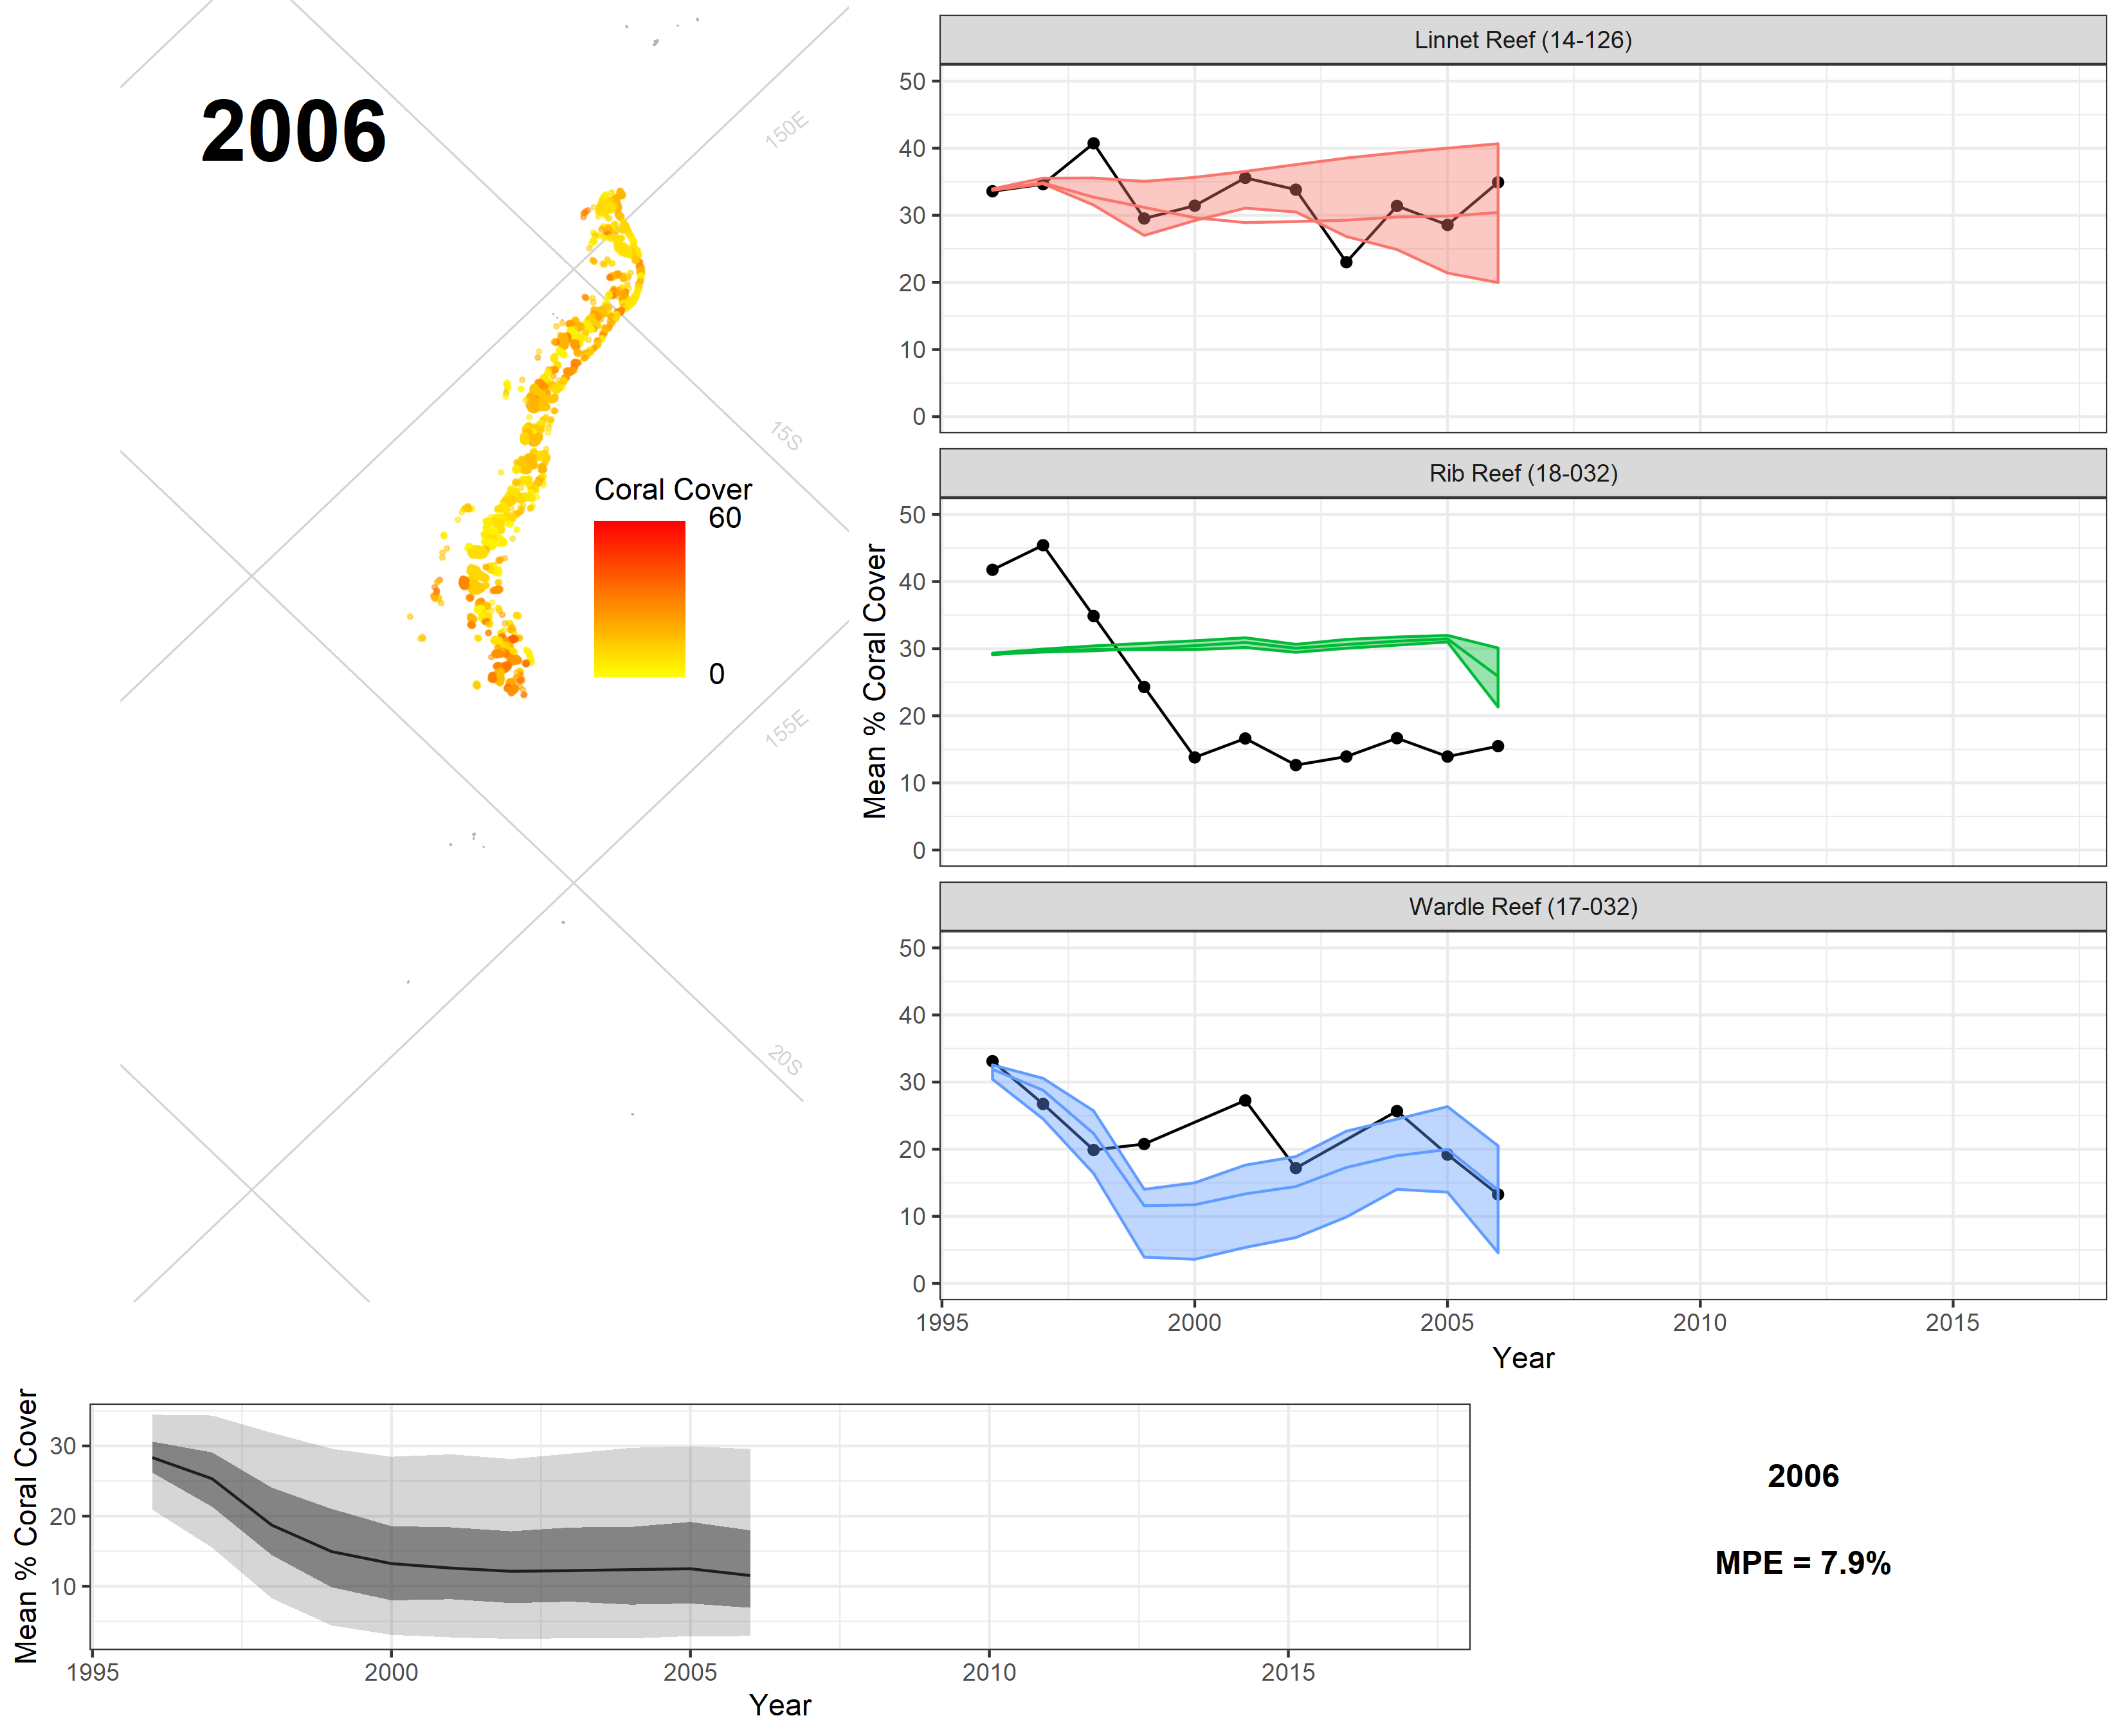 2006
150E
15S
Coral Cover
60
0
155E
20S
Linnet Reef (14-126)
50
40
30
20
10
0
Rib Reef (18-032)
50
40
30
20
10
0
Mean % Coral Cover
Wardle Reef (17-032)
50
40
30
20
10
0
1995 2000 2005 2010 2015
Year
Mean % Coral Cover
30
20
10
1995 2000 2005 2010 2015
Year
2006
MPE = 7.9%